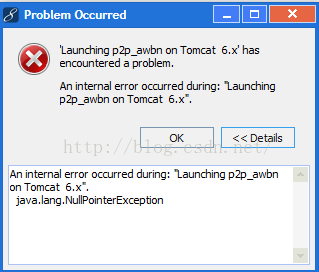 Problem Occurred
'Launching p2p_awbn on Tomcat  6.x' has
encountered a problem.
An internal error occurred during: "Launching
p2p_awbn on Tomcat  6.x".
OK
<< Details
http://blog.csdn.net/
An internal error occurred during: "Launching p2p_awbn
on Tomcat  6.x".
java.lang.NullPointerException